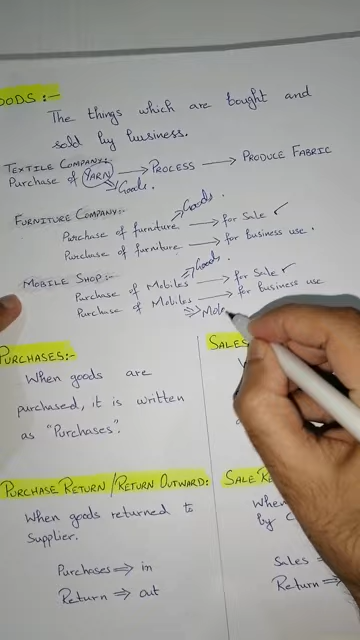 OODS :-
The things which are bought and
sold by business.
TEXTILE COMPANY:-
Purchase of YARN → PROCESS → PRODUCE FABRIC
Goods.
FURNITURE COMPANY:-
Goods
Purchase of furniture → for Sale ✓
Purchase of furniture → for Business use.
MOBILE SHOP:-
Goods.
Purchase of Mobiles → for Sale ✓
Purchase of Mobiles → for Business use
Mob
PURCHASES:-
When goods are
purchased, it is written
as "Purchases".
SALES
PURCHASE RETURN/RETURN OUTWARD:
When goods returned to
Supplier.
Purchases ⇒ in
Return ⇒ out
SALE RE
When
by C
Sales ⇒
Return ⇒